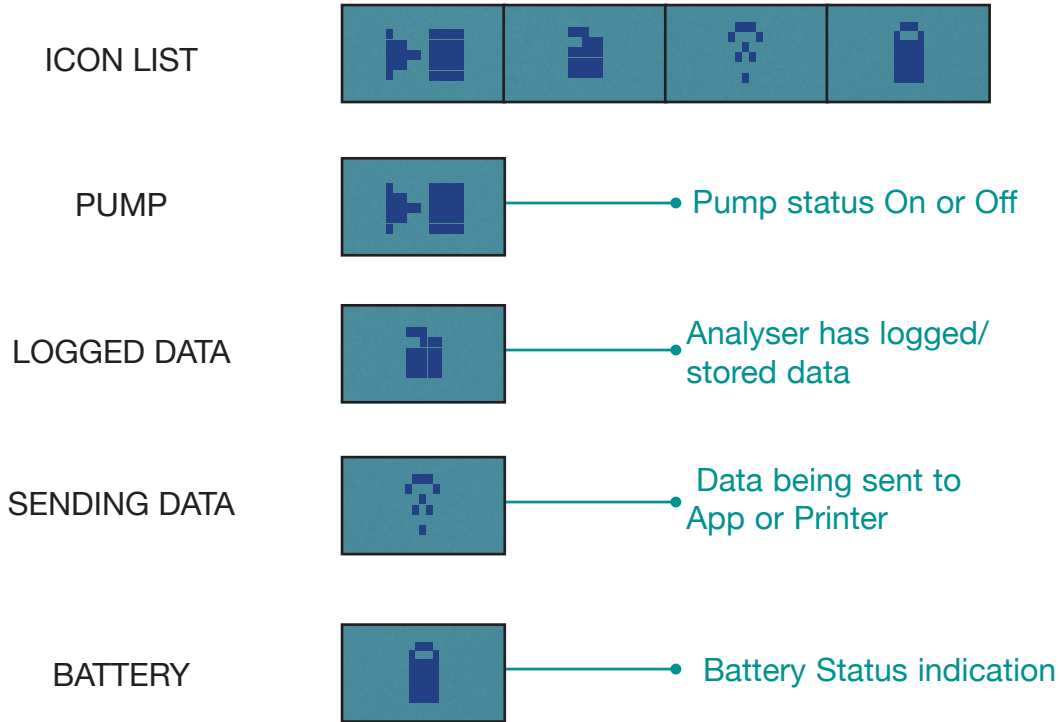 ICON LIST
PUMP
Pump status On or Off
LOGGED DATA
Analyser has logged/
stored data
SENDING DATA
Data being sent to
App or Printer
BATTERY
Battery Status indication